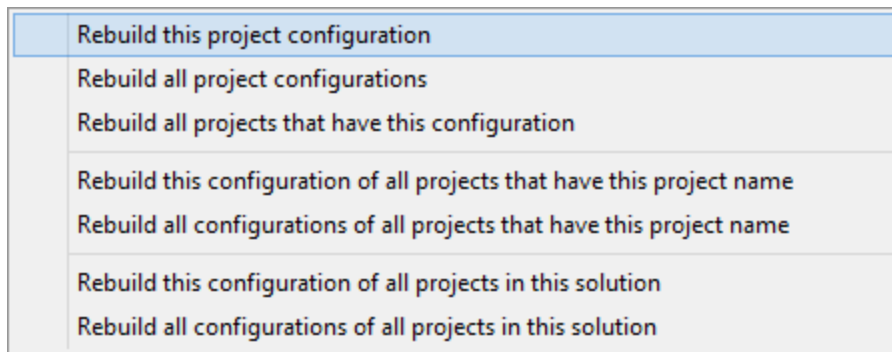 Rebuild this project configuration
Rebuild all project configurations
Rebuild all projects that have this configuration
Rebuild this configuration of all projects that have this project name
Rebuild all configurations of all projects that have this project name
Rebuild this configuration of all projects in this solution
Rebuild all configurations of all projects in this solution